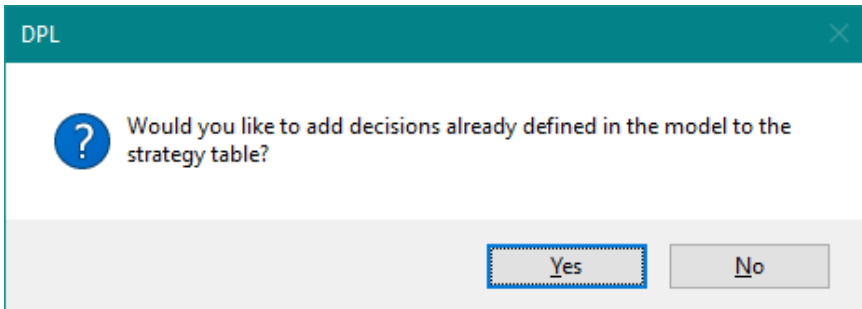 DPL
Would you like to add decisions already defined in the model to the
strategy table?
Yes
No